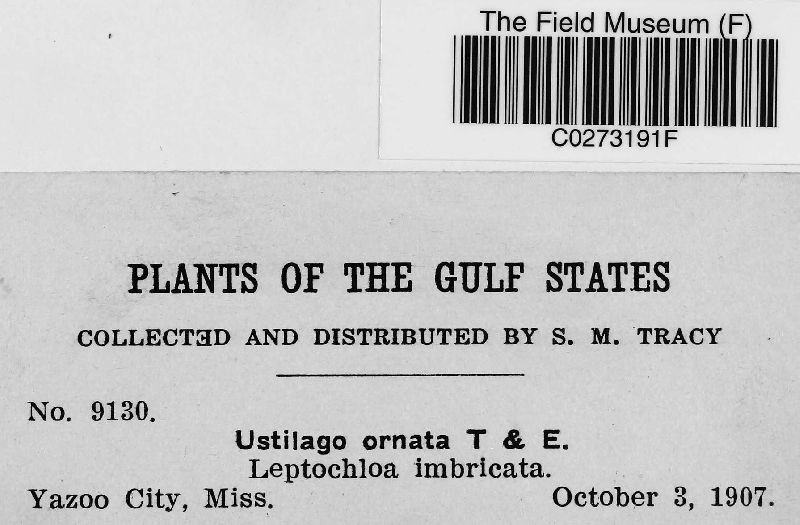 The Field Museum (F)
C0273191F
PLANTS OF THE GULF STATES
COLLECTƎD AND DISTRIBUTED BY S. M. TRACY
No. 9130.
Ustilago ornata T & E.
Leptochloa imbricata.
Yazoo City, Miss. October 3, 1907.